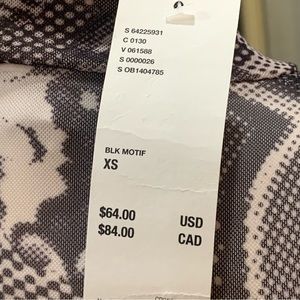 S 64225931
C 0130
V 061588
S 0000026
S OB1404785
BLK MOTIF
XS
$64.00 USD
$84.00 CAD